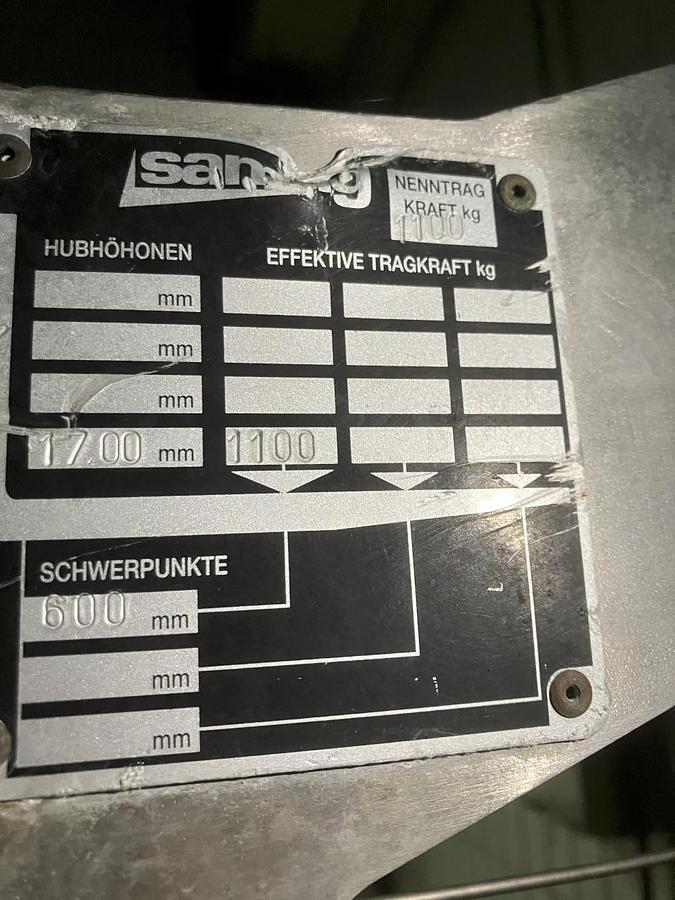 NENNTRAG
KRAFT kg
1100
HUBHÖHONEN
EFFEKTIVE TRAGKRAFT kg
mm
mm
mm
1700 mm 1100
SCHWERPUNKTE
600 mm
mm
mm